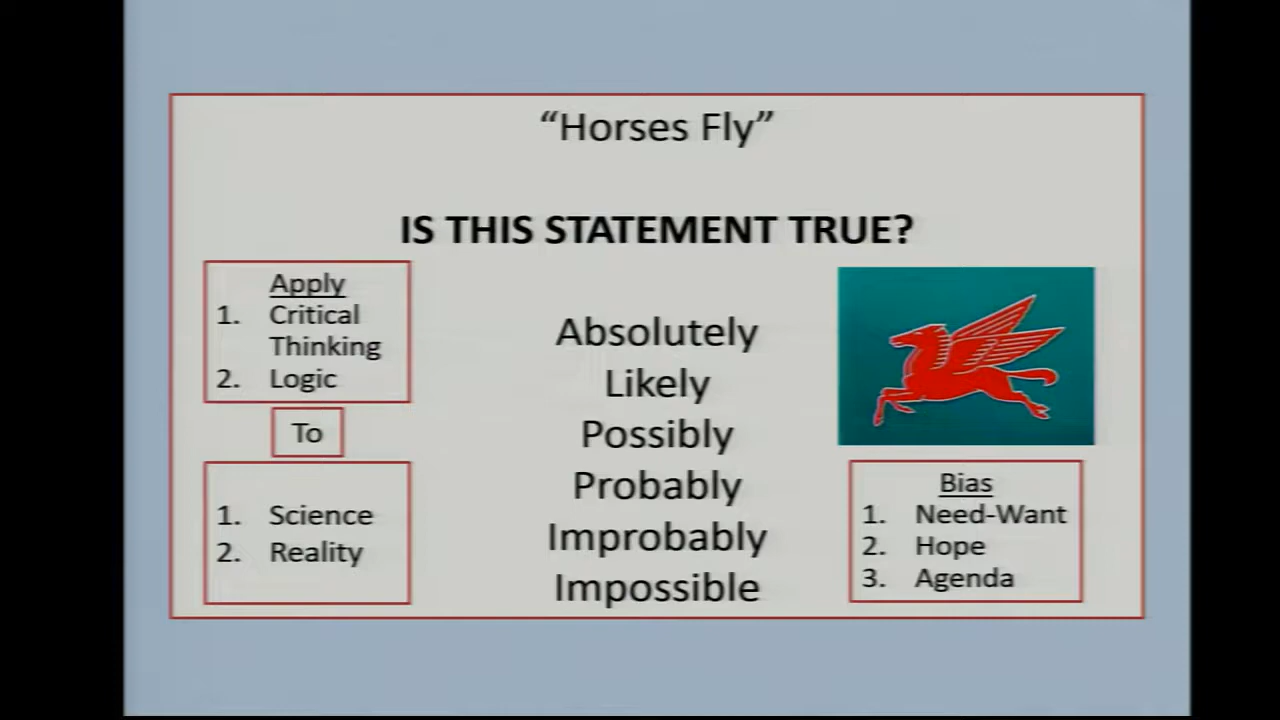 “Horses Fly”
IS THIS STATEMENT TRUE?
Apply
1. Critical
Thinking
2. Logic
To
1. Science
2. Reality
Absolutely
Likely
Possibly
Probably
Improbably
Impossible
Bias
1. Need-Want
2. Hope
3. Agenda